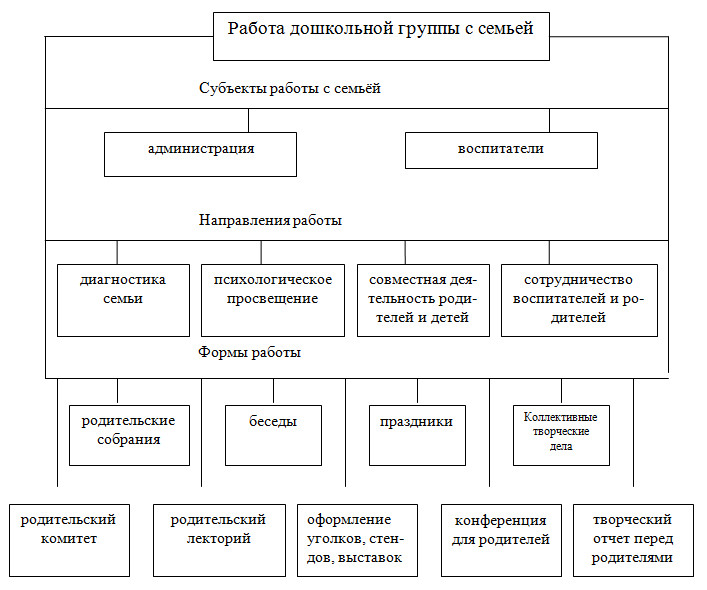 Работа дошкольной группы с семьей
Субъекты работы с семьёй
администрация
воспитатели
Направления работы
диагностика
семьи
психологическое
просвещение
совместная дея-
тельность роди-
телей и детей
сотрудничество
воспитателей и ро-
дителей
Формы работы
родительские
собрания
беседы
праздники
Коллективные
творческие
дела
родительский
комитет
родительский
лекторий
оформление
уголков, стен-
дов, выставок
конференция
для родителей
творческий
отчет перед
родителями